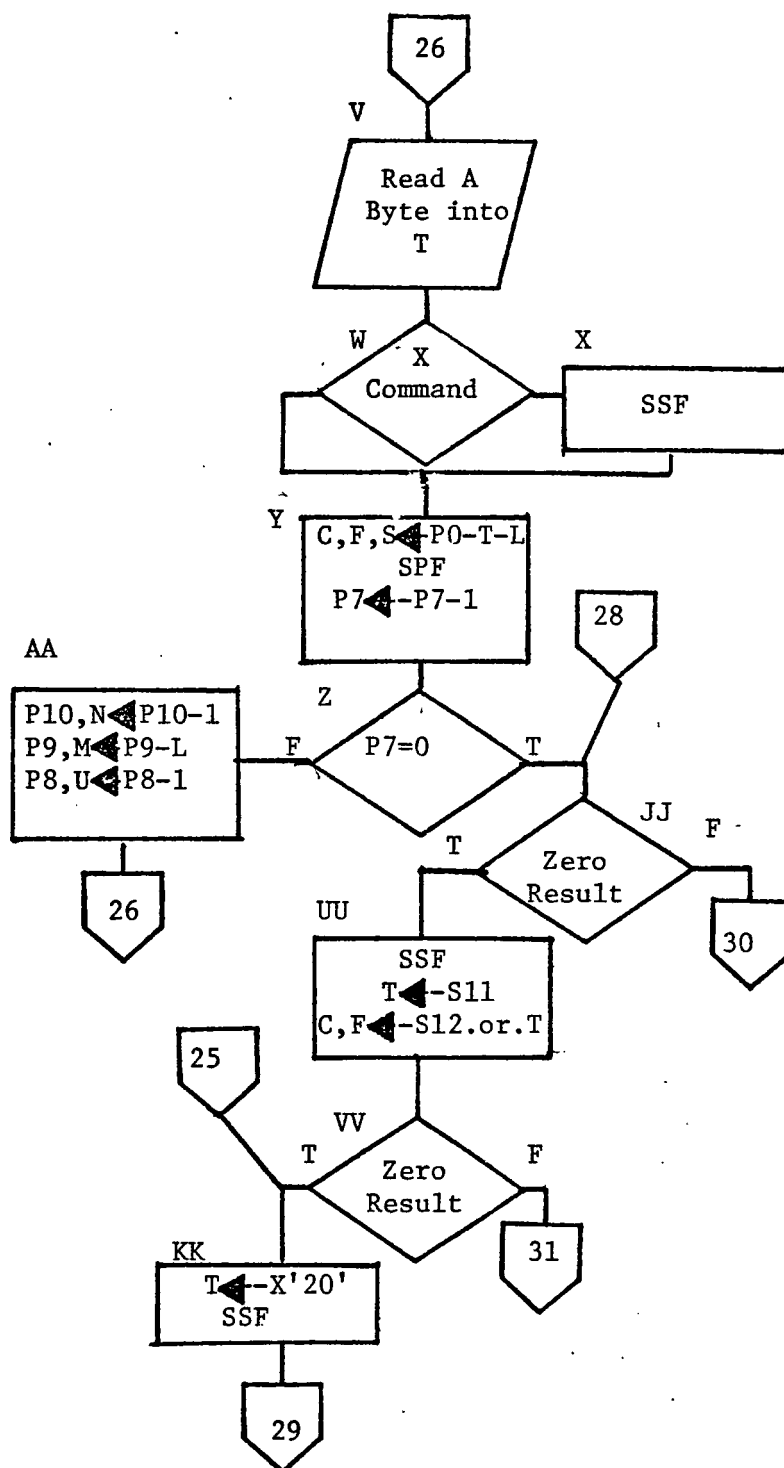 26
V
Read A
Byte into
T
W
X
Command
X
SSF
Y
C,F,S◀-P0-T-L
SPF
P7◀-P7-1
28
AA
P10,N◀P10-1
P9,M◀P9-L
P8,U◀P8-1
F
Z
P7=0
T
26
JJ
T
Zero
Result
F
30
UU
SSF
T◀-S11
C,F◀-S12.or.T
25
VV
T
Zero
Result
F
31
KK
T◀-X'20'
SSF
29